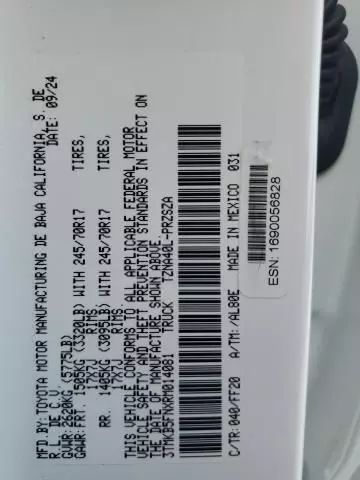 MFD.BY: TOYOTA MOTOR MANUFACTURING DE BAJA CALIFORNIA, S. DE
R. L. DE C.V. DATE: 09/24
GVWR: 2620KG (5775LB)
GAWR: FRT. 1505KG (3320LB) WITH 245/70R17 TIRES,
17X7J RIMS
RR. 1405KG (3095LB) WITH 245/70R17 TIRES,
17X7J RIMS
THIS VEHICLE CONFORMS TO ALL APPLICABLE FEDERAL MOTOR
VEHICLE SAFETY AND THEFT PREVENTION STANDARDS IN EFFECT ON
THE DATE OF MANUFACTURE SHOWN ABOVE.
3TMKB5FNXRM014081 TRUCK TZNA40L-PRZSZA
C/TR: 040/FF20 A/TM: /AL80E MADE IN MEXICO 031
ESN: 1690056828